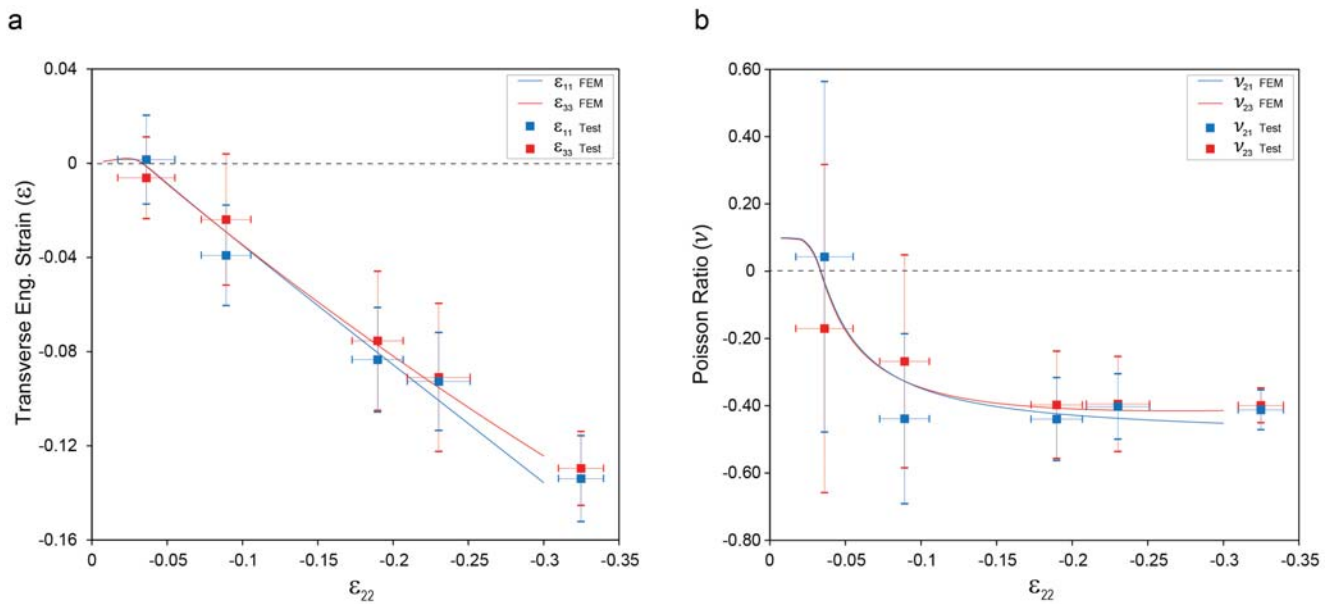 a
0.04
0
-0.04
-0.08
-0.12
-0.16
Transverse Eng. Strain (ε)
0 -0.05 -0.1 -0.15 -0.2 -0.25 -0.3 -0.35
ε22
ε11 FEM
ε33 FEM
ε11 Test
ε33 Test
b
0.60
0.40
0.20
0
-0.20
-0.40
-0.60
-0.80
Poisson Ratio (ν)
0 -0.05 -0.1 -0.15 -0.2 -0.25 -0.3 -0.35
ε22
ν21 FEM
ν23 FEM
ν21 Test
ν23 Test